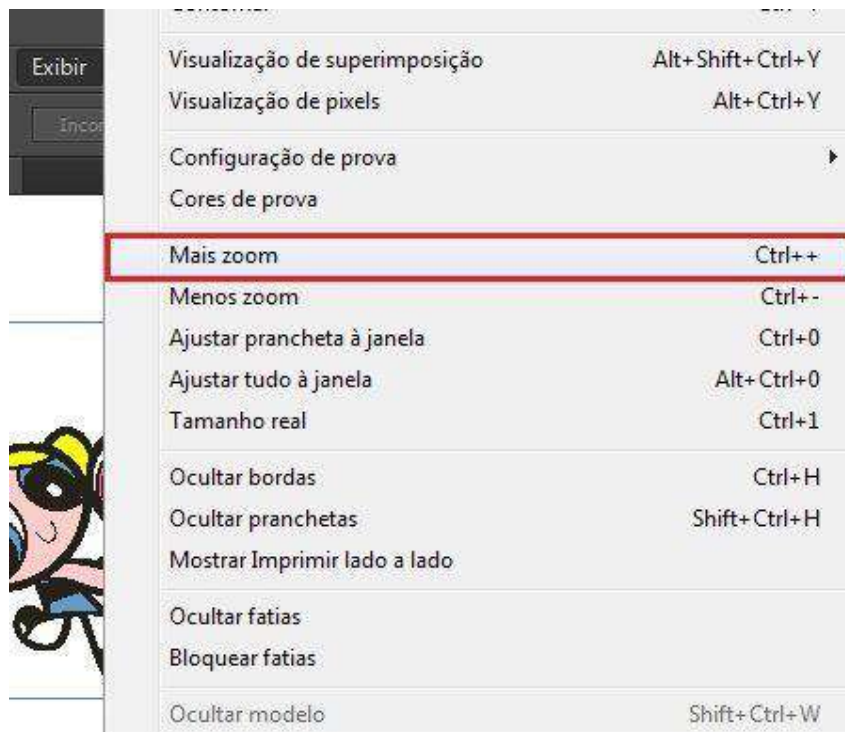 Exibir
Visualização de superimposição Alt+Shift+Ctrl+Y
Visualização de pixels Alt+Ctrl+Y
Configuração de prova
Cores de prova
Mais zoom Ctrl++
Menos zoom Ctrl+-
Ajustar prancheta à janela Ctrl+0
Ajustar tudo à janela Alt+Ctrl+0
Tamanho real Ctrl+1
Ocultar bordas Ctrl+H
Ocultar pranchetas Shift+Ctrl+H
Mostrar Imprimir lado a lado
Ocultar fatias
Bloquear fatias
Ocultar modelo Shift+Ctrl+W